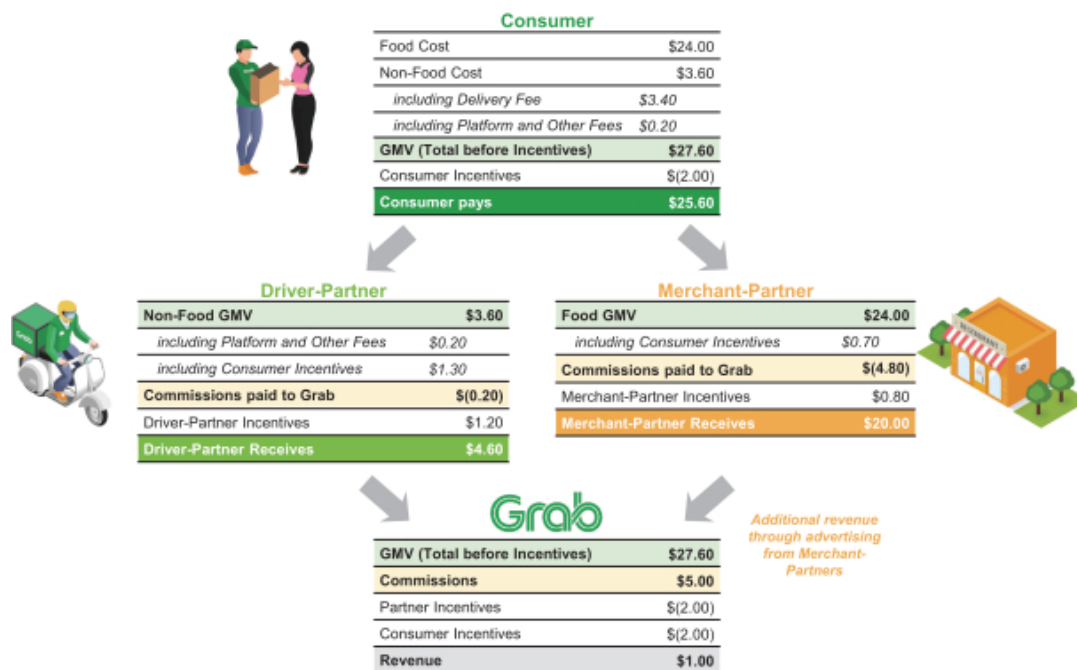 Consumer
Food Cost $24.00
Non-Food Cost $3.60
including Delivery Fee $3.40
including Platform and Other Fees $0.20
GMV (Total before Incentives) $27.60
Consumer Incentives $(2.00)
Consumer pays $25.60
Driver-Partner
Non-Food GMV $3.60
including Platform and Other Fees $0.20
including Consumer Incentives $1.30
Commissions paid to Grab $(0.20)
Driver-Partner Incentives $1.20
Driver-Partner Receives $4.60
Merchant-Partner
Food GMV $24.00
including Consumer Incentives $0.70
Commissions paid to Grab $(4.80)
Merchant-Partner Incentives $0.80
Merchant-Partner Receives $20.00
Grab
RESTAURANT
Grab
GMV (Total before Incentives) $27.60
Commissions $5.00
Partner Incentives $(2.00)
Consumer Incentives $(2.00)
Revenue $1.00
Additional revenue
through advertising
from Merchant-
Partners